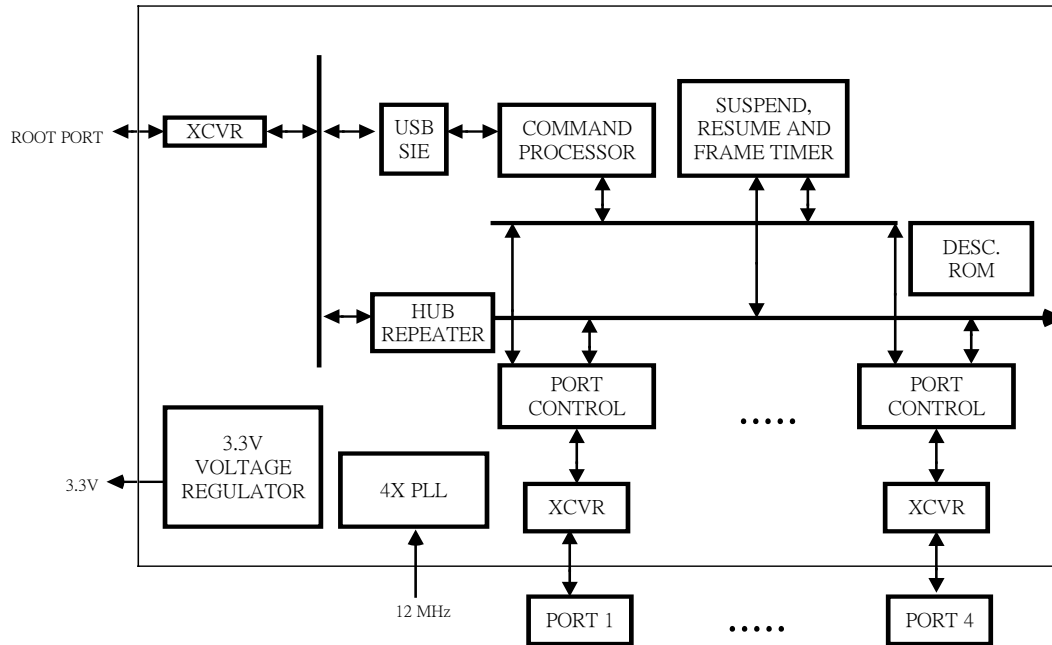 ROOT PORT
XCVR
USB
SIE
COMMAND
PROCESSOR
SUSPEND,
RESUME AND
FRAME TIMER
DESC.
ROM
HUB
REPEATER
PORT
CONTROL
.....
PORT
CONTROL
3.3V
3.3V
VOLTAGE
REGULATOR
4X PLL
XCVR
XCVR
12 MHz
PORT 1
.....
PORT 4